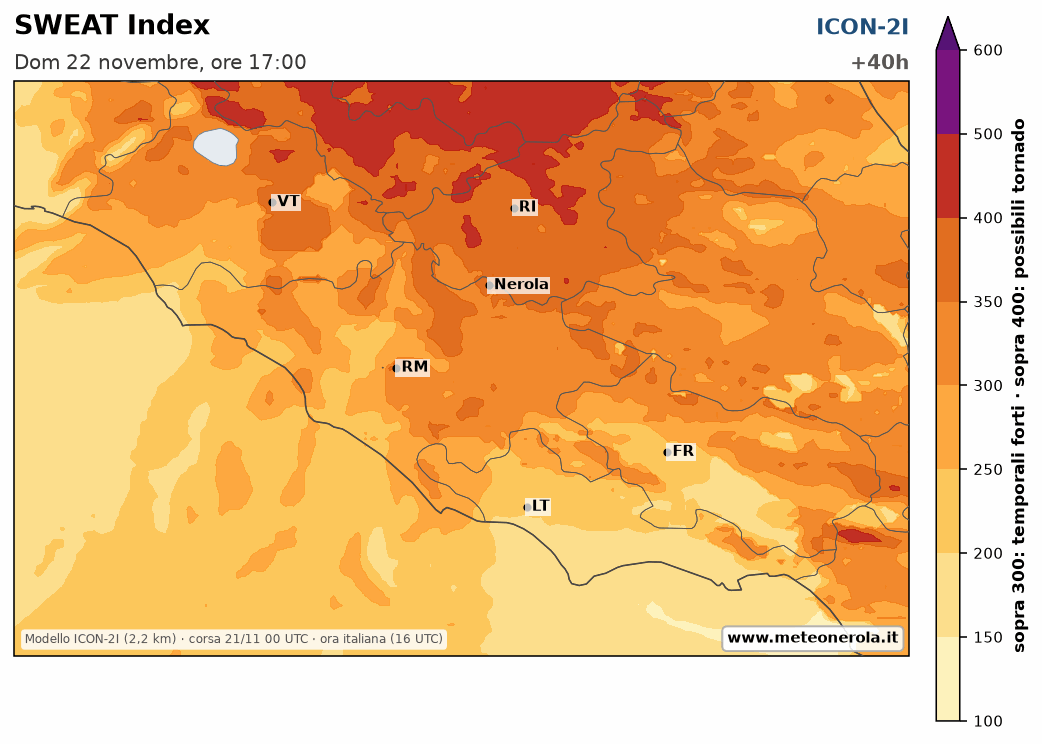 SWEAT Index
ICON-2I
Dom 22 novembre, ore 17:00
+40h
VT
RI
Nerola
RM
FR
LT
Modello ICON-2I (2,2 km) · corsa 21/11 00 UTC · ora italiana (16 UTC)
www.meteonerola.it
600
500
400
350
300
250
200
150
100
sopra 300: temporali forti · sopra 400: possibili tornado